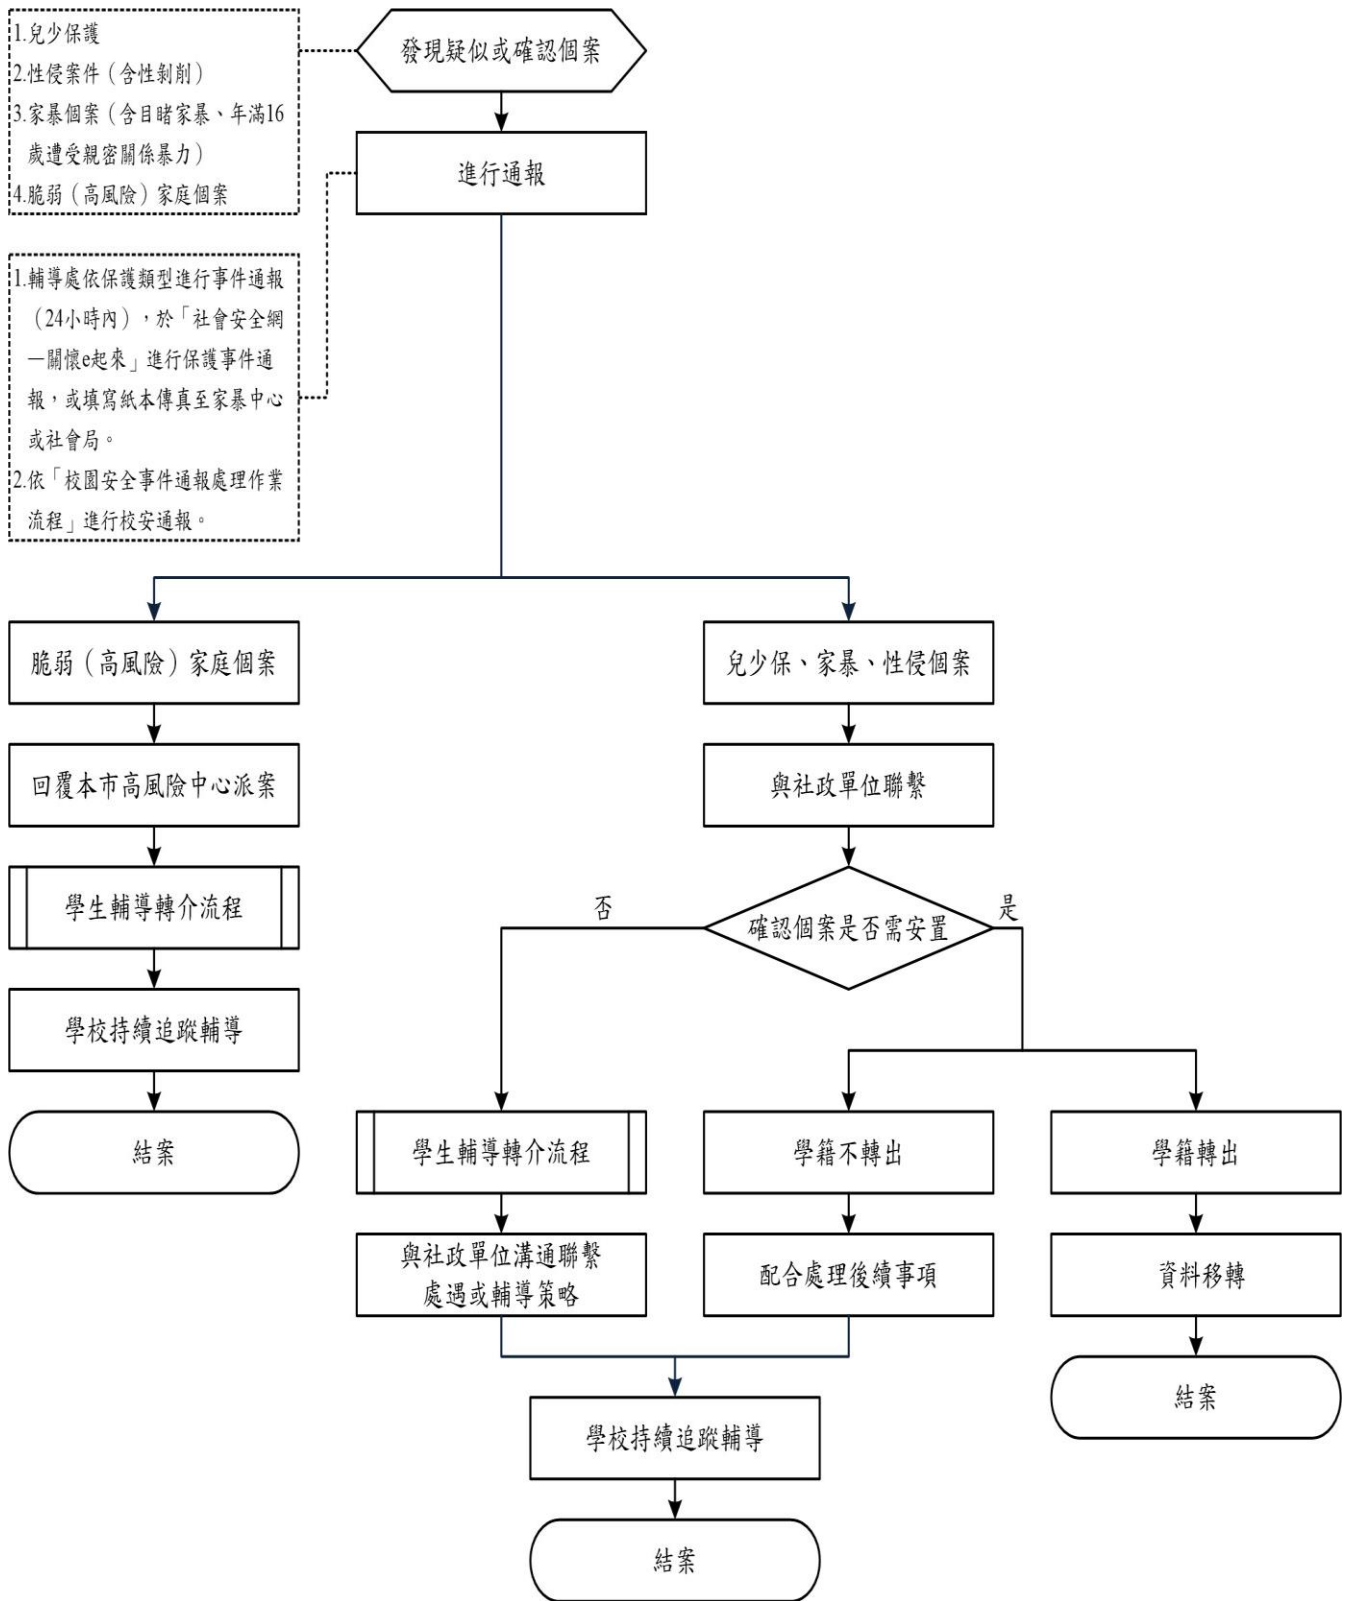 1.兒少保護
2.性侵案件（含性剝削）
3.家暴個案（含目睹家暴、年滿16
歲遭受親密關係暴力）
4.脆弱（高風險）家庭個案
發現疑似或確認個案
進行通報
1.輔導處依保護類型進行事件通報
（24小時內），於「社會安全網
—關懷e起來」進行保護事件通
報，或填寫紙本傳真至家暴中心
或社會局。
2.依「校園安全事件通報處理作業
流程」進行校安通報。
脆弱（高風險）家庭個案
回覆本市高風險中心派案
學生輔導轉介流程
學校持續追蹤輔導
結案
兒少保、家暴、性侵個案
與社政單位聯繫
確認個案是否需安置
否
是
學生輔導轉介流程
與社政單位溝通聯繫
處遇或輔導策略
學籍不轉出
配合處理後續事項
學籍轉出
資料移轉
結案
學校持續追蹤輔導
結案